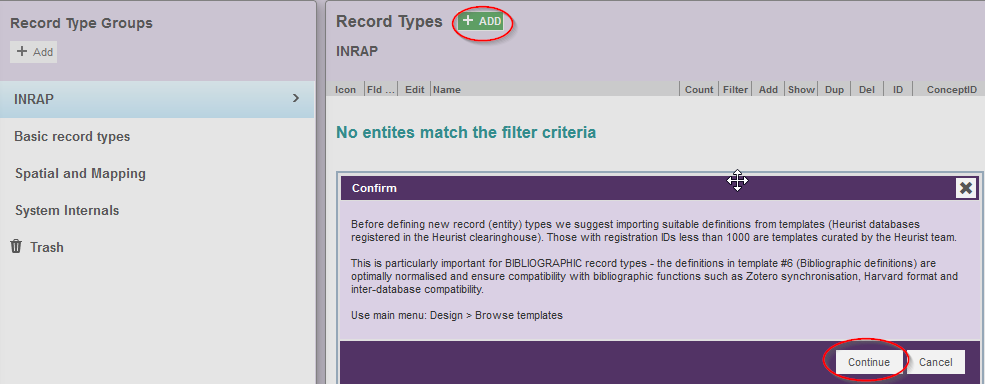 Record Type Groups
+ Add
INRAP
Basic record types
Spatial and Mapping
System Internals
Trash
Record Types + ADD
INRAP
Icon Fld ... Edit Name Count Filter Add Show Dup Del ID ConceptID
No entites match the filter criteria
Confirm
Before defining new record (entity) types we suggest importing suitable definitions from templates (Heurist databases
registered in the Heurist clearinghouse). Those with registration IDs less than 1000 are templates curated by the Heurist team.
This is particularly important for BIBLIOGRAPHIC record types - the definitions in template #6 (Bibliographic definitions) are
optimally normalised and ensure compatibility with bibliographic functions such as Zotero synchronisation, Harvard format and
inter-database compatibility.
Use main menu: Design > Browse templates
Continue Cancel